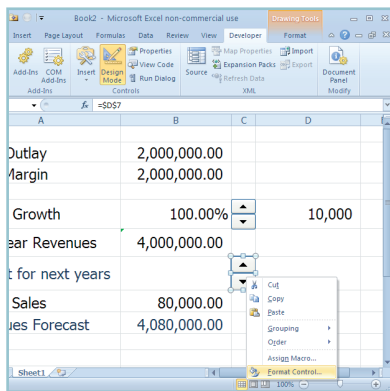 Book2 - Microsoft Excel non-commercial use
Drawing Tools
Insert Page Layout Formulas Data Review View Developer Format
Add-Ins COM Add-Ins
Add-Ins
Insert Design Mode
Properties
View Code
Run Dialog
Controls
Source
Map Properties
Expansion Packs
Refresh Data
Import
Export
XML
Document Panel
Modify
fx =$D$7
A B C D
Outlay 2,000,000.00
Margin 2,000,000.00
Growth 100.00% 10,000
ear Revenues 4,000,000.00
t for next years
Sales 80,000.00
ues Forecast 4,080,000.00
Cut
Copy
Paste
Grouping
Order
Assign Macro...
Format Control...
Sheet1
100%